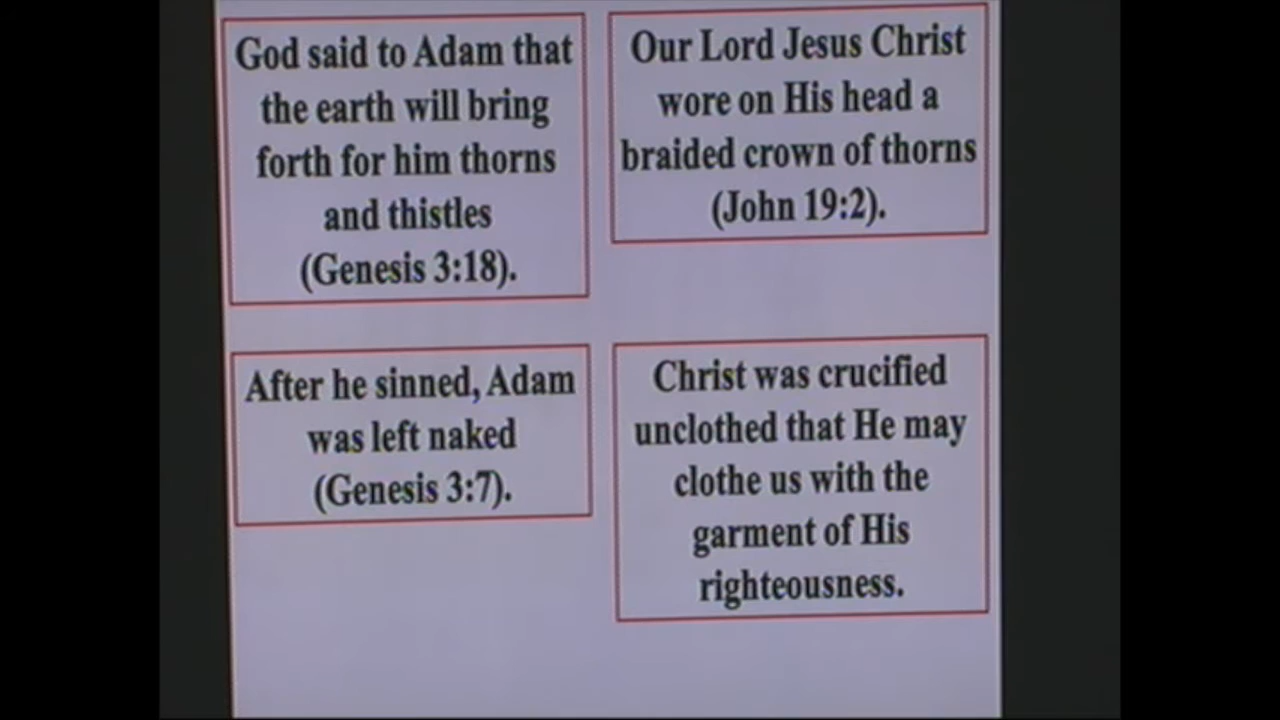 God said to Adam that
the earth will bring
forth for him thorns
and thistles
(Genesis 3:18).
Our Lord Jesus Christ
wore on His head a
braided crown of thorns
(John 19:2).
After he sinned, Adam
was left naked
(Genesis 3:7).
Christ was crucified
unclothed that He may
clothe us with the
garment of His
righteousness.